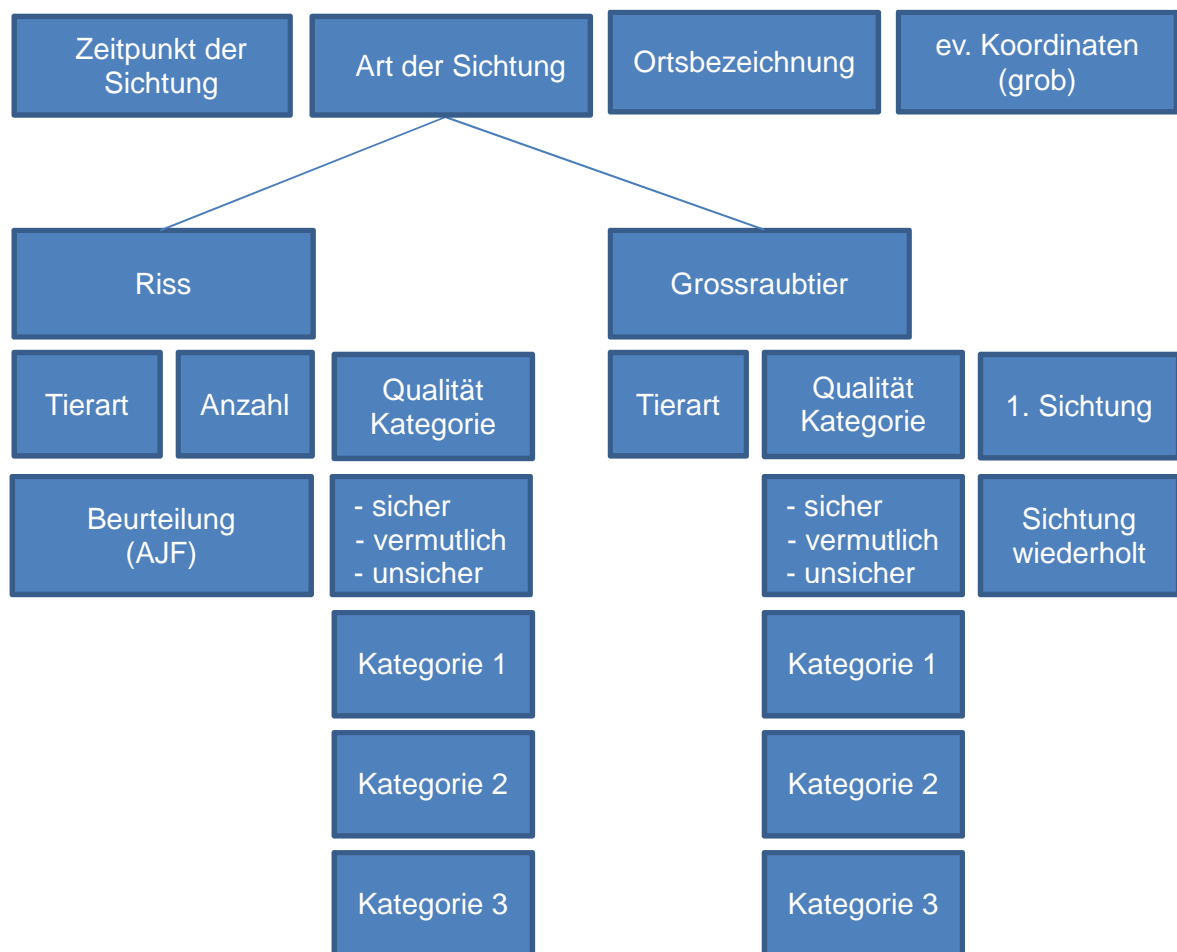 Zeitpunkt der
Sichtung
Art der Sichtung
Ortsbezeichnung
ev. Koordinaten
(grob)
Riss
Grossraubtier
Tierart
Anzahl
Qualität
Kategorie
Tierart
Qualität
Kategorie
1. Sichtung
Beurteilung
(AJF)
- sicher
- vermutlich
- unsicher
- sicher
- vermutlich
- unsicher
Sichtung
wiederholt
Kategorie 1
Kategorie 1
Kategorie 2
Kategorie 2
Kategorie 3
Kategorie 3